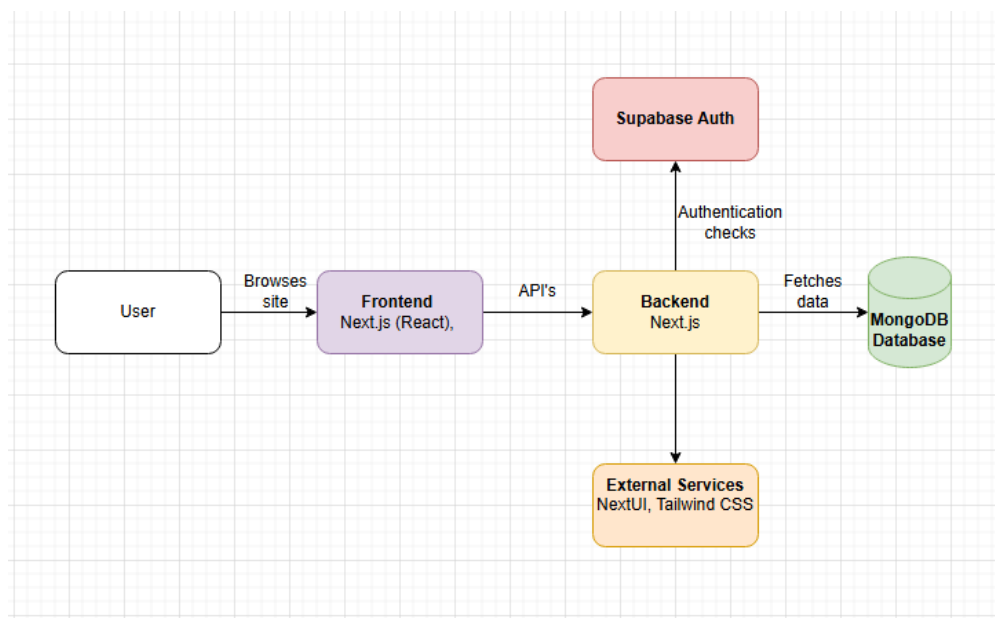 Supabase Auth
Authentication
checks
User
Browses
site
Frontend
Next.js (React),
API's
Backend
Next.js
Fetches
data
MongoDB
Database
External Services
NextUI, Tailwind CSS